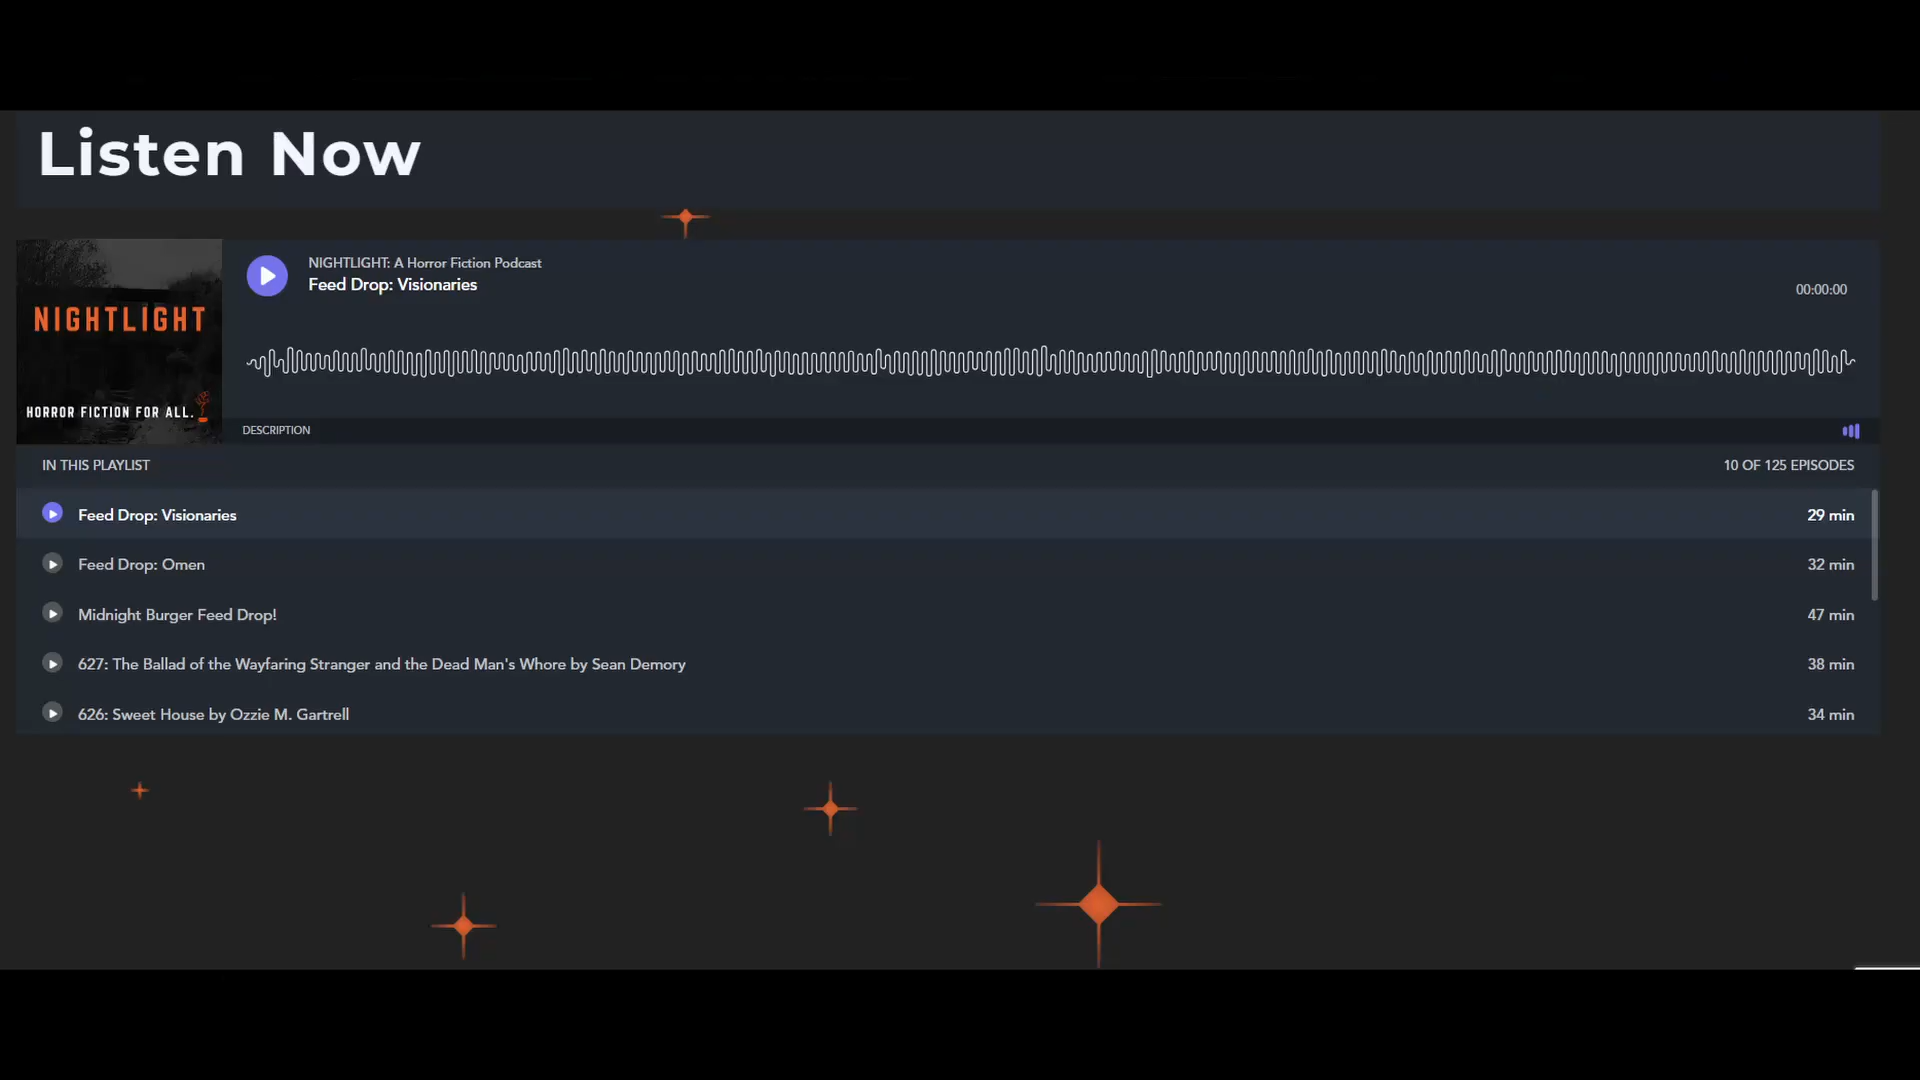 Listen Now
NIGHTLIGHT
HORROR FICTION FOR ALL.
NIGHTLIGHT: A Horror Fiction Podcast
Feed Drop: Visionaries
00:00:00
DESCRIPTION
IN THIS PLAYLIST
10 OF 125 EPISODES
Feed Drop: Visionaries 29 min
Feed Drop: Omen 32 min
Midnight Burger Feed Drop! 47 min
627: The Ballad of the Wayfaring Stranger and the Dead Man's Whore by Sean Demory 38 min
626: Sweet House by Ozzie M. Gartrell 34 min